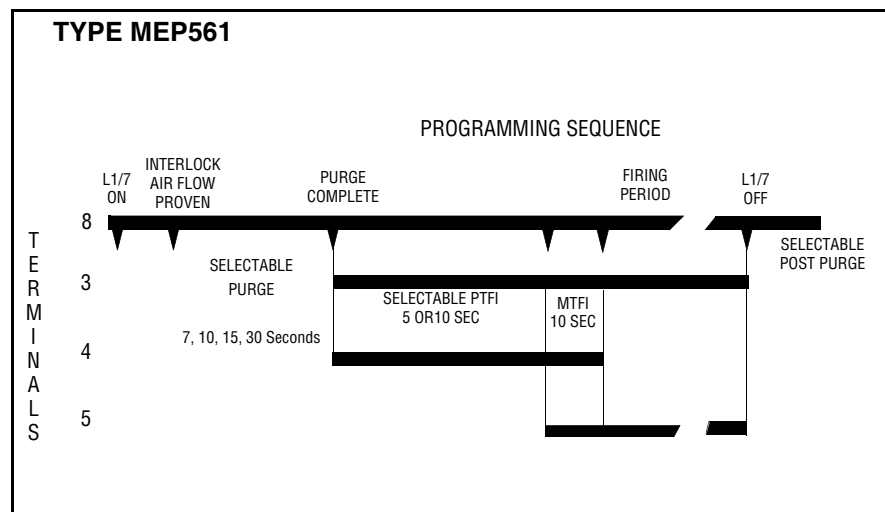 TYPE MEP561
PROGRAMMING SEQUENCE
L1/7
ON
INTERLOCK
AIR FLOW
PROVEN
PURGE
COMPLETE
FIRING
PERIOD
L1/7
OFF
TERMINALS
8
SELECTABLE
POST PURGE
SELECTABLE
PURGE
3
SELECTABLE PTFI
5 OR10 SEC
MTFI
10 SEC
7, 10, 15, 30 Seconds
4
5